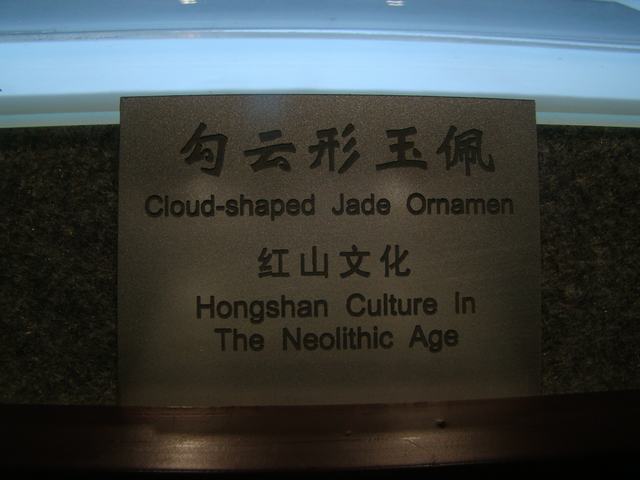 勾云形玉佩
Cloud-shaped Jade Ornamen
红山文化
Hongshan Culture In
The Neolithic Age